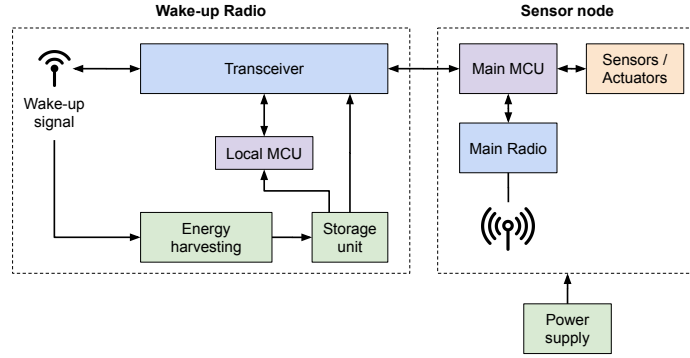 Wake-up Radio
Sensor node
Transceiver
Main MCU
Sensors /
Actuators
Wake-up
signal
Local MCU
Main Radio
Energy
harvesting
Storage
unit
Power
supply